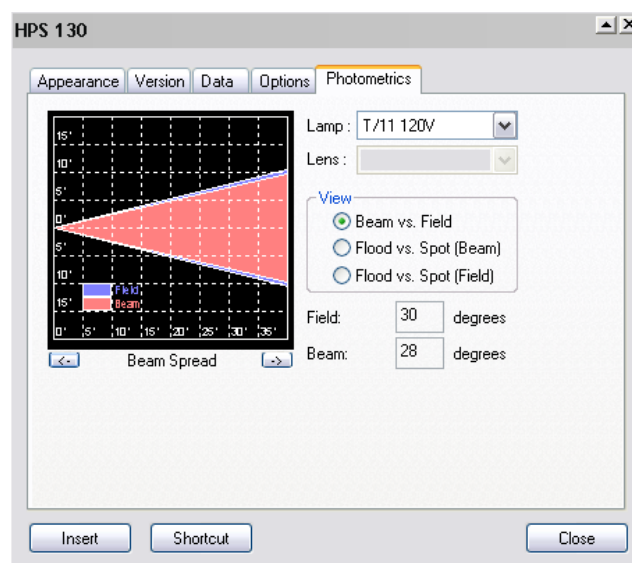 HPS 130
Appearance Version Data Options Photometrics
15'
10'
5'
0'
5'
10'
15'
Field
Beam
0' 5' 10' 15' 20' 25' 30' 35'
<- Beam Spread ->
Lamp : T/11 120V
Lens :
View
Beam vs. Field
Flood vs. Spot (Beam)
Flood vs. Spot (Field)
Field: 30 degrees
Beam: 28 degrees
Insert Shortcut Close